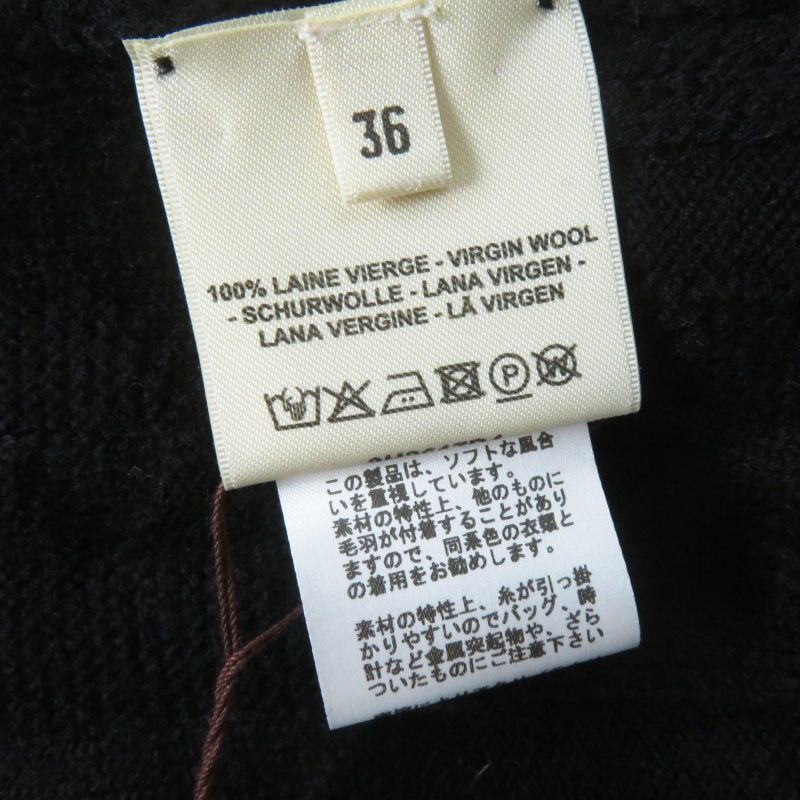 36
100% LAINE VIERGE - VIRGIN WOOL
- SCHURWOLLE - LANA VIRGEN -
LANA VERGINE - LÃ VIRGEN
P
W
この製品は、ソフトな風合
いを重視しています。
素材の特性上、他のものに
毛羽が付着することがあり
ますので、同系色の衣類と
の着用をお勧めします。
素材の特性上、糸が引っ掛
かりやすいのでバッグ、時
計など金属突起物や、ざら
ついたものにご注意下さい